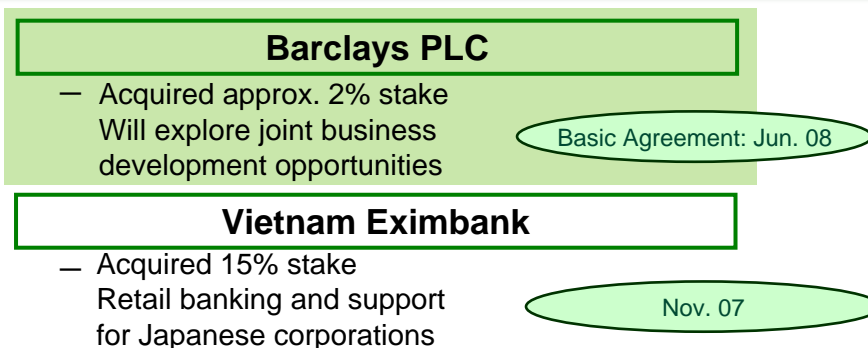 Barclays PLC
– Acquired approx. 2% stake
Will explore joint business
development opportunities
Basic Agreement: Jun. 08
Vietnam Eximbank
– Acquired 15% stake
Retail banking and support
for Japanese corporations
Nov. 07